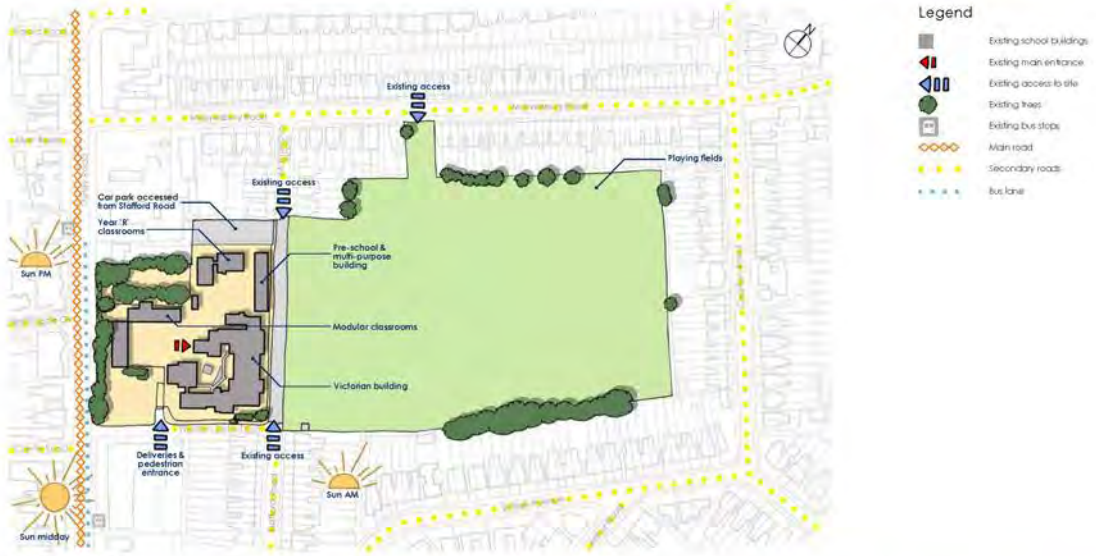 Legend
Existing school buildings
Existing main entrance
Existing access to site
Existing trees
Existing bus stops
Main road
Secondary roads
Bus lane
N
Existing access
Playing fields
Existing access
Car park accessed
from Stafford Road
Year 'R'
classrooms
Pre-school &
multi-purpose
building
Sun PM
Modular classrooms
Victorian building
Deliveries &
pedestrian
entrance
Existing access
Sun AM
Sun midday